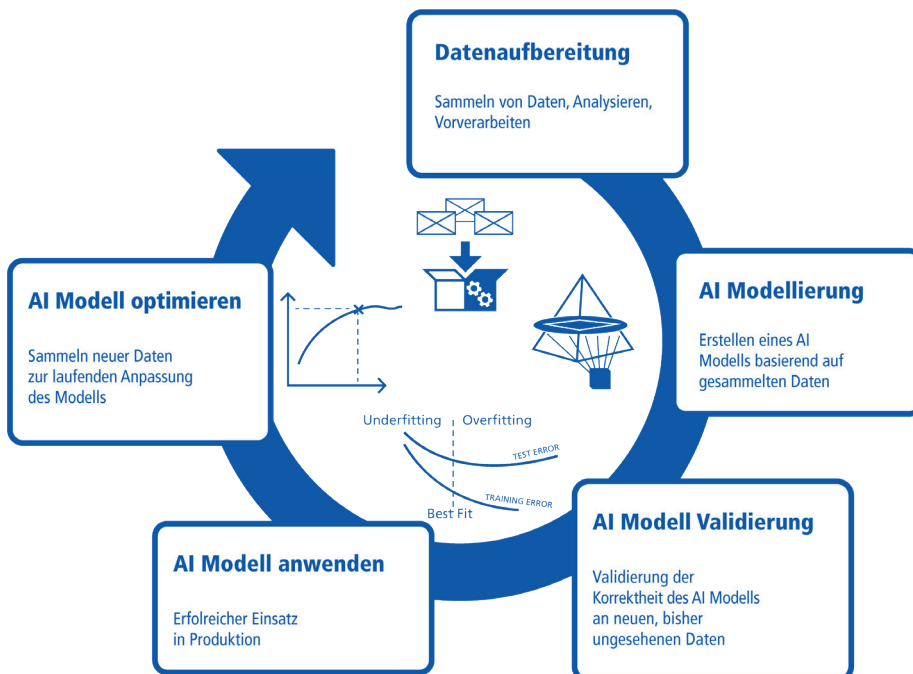 Datenaufbereitung
Sammeln von Daten, Analysieren,
Vorverarbeiten
AI Modellierung
Erstellen eines AI
Modells basierend auf
gesammelten Daten
AI Modell Validierung
Validierung der
Korrektheit des AI Modells
an neuen, bisher
ungesehenen Daten
AI Modell anwenden
Erfolreicher Einsatz
in Produktion
AI Modell optimieren
Sammeln neuer Daten
zur laufenden Anpassung
des Modells
Underfitting Overfitting
TEST ERROR
TRAINING ERROR
Best Fit